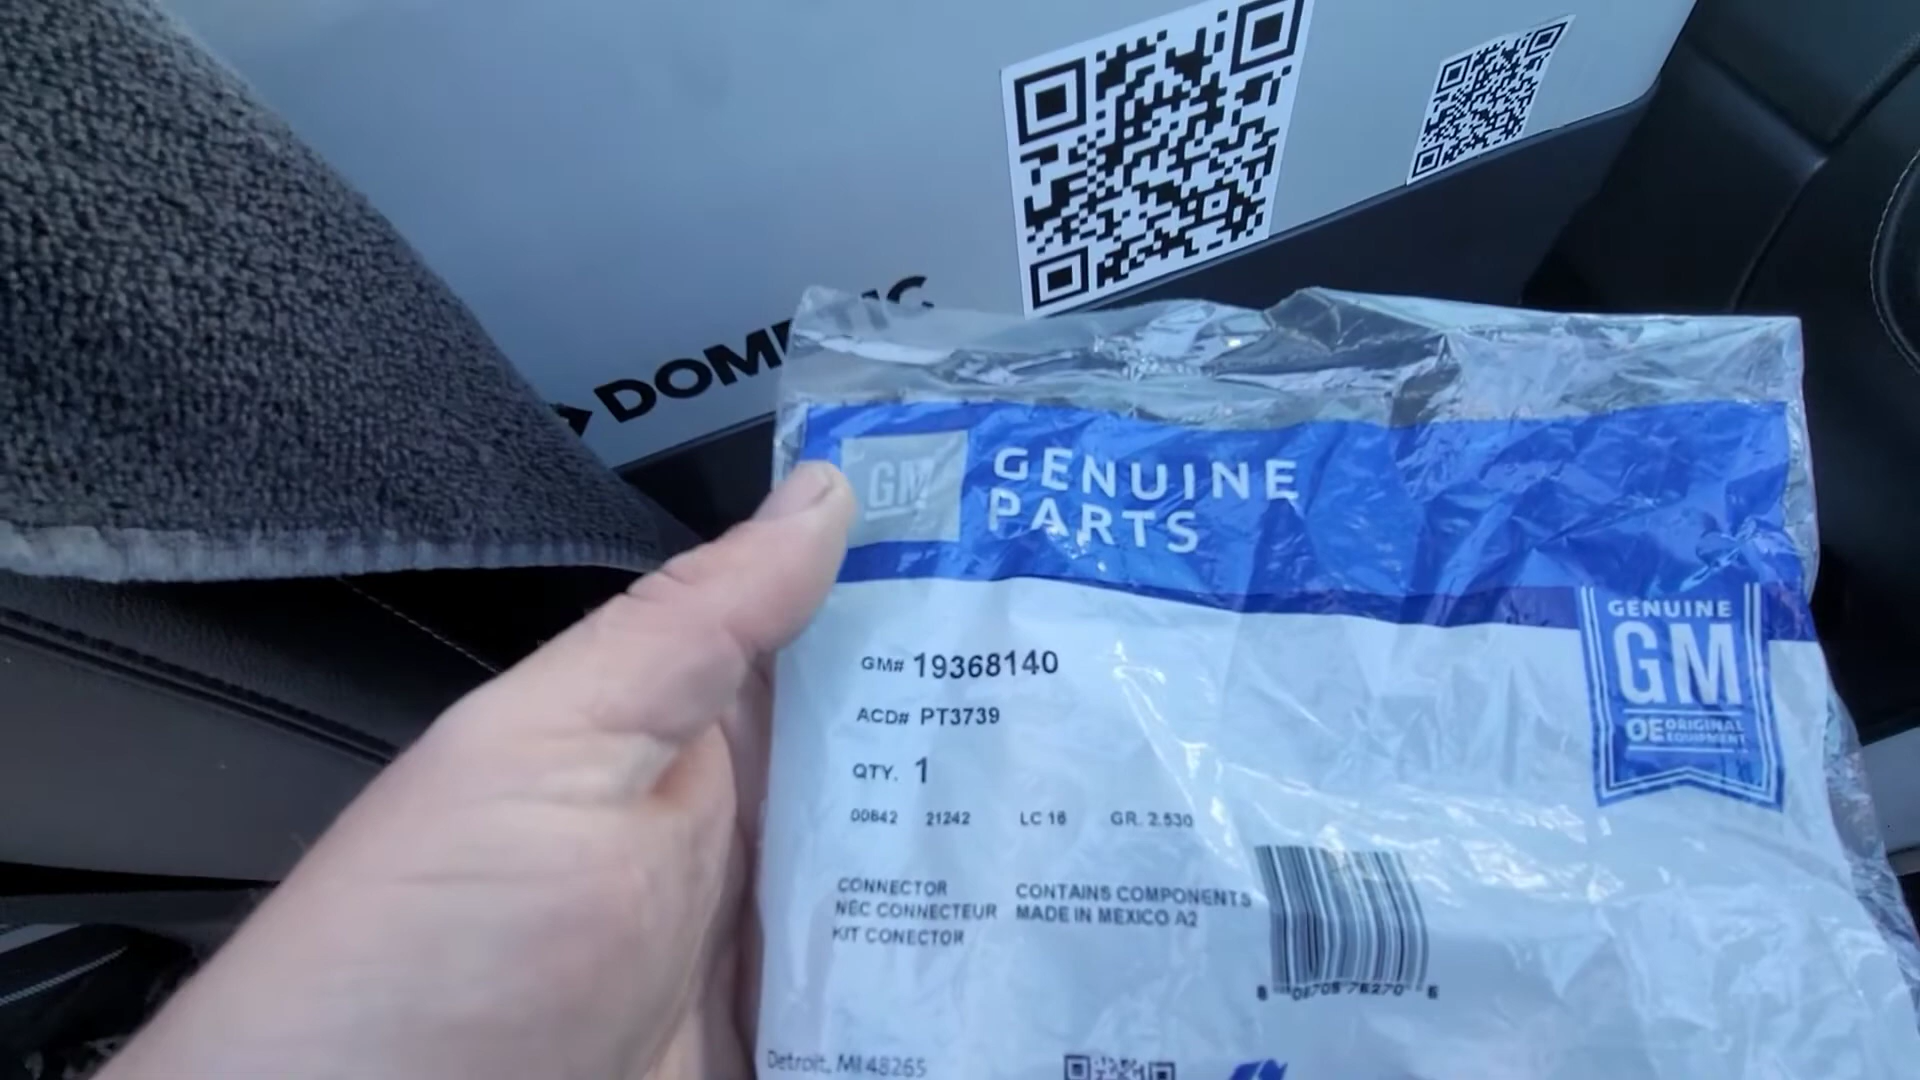 GM
GENUINE
PARTS
GENUINE
GM
OE ORIGINAL
EQUIPMENT
GM# 19368140
ACD# PT3739
QTY. 1
00842 21242 LC 16 GR. 2.530
CONNECTOR
NEC CONNECTEUR
KIT CONECTOR
CONTAINS COMPONENTS
MADE IN MEXICO A2
Detroit, MI 48265